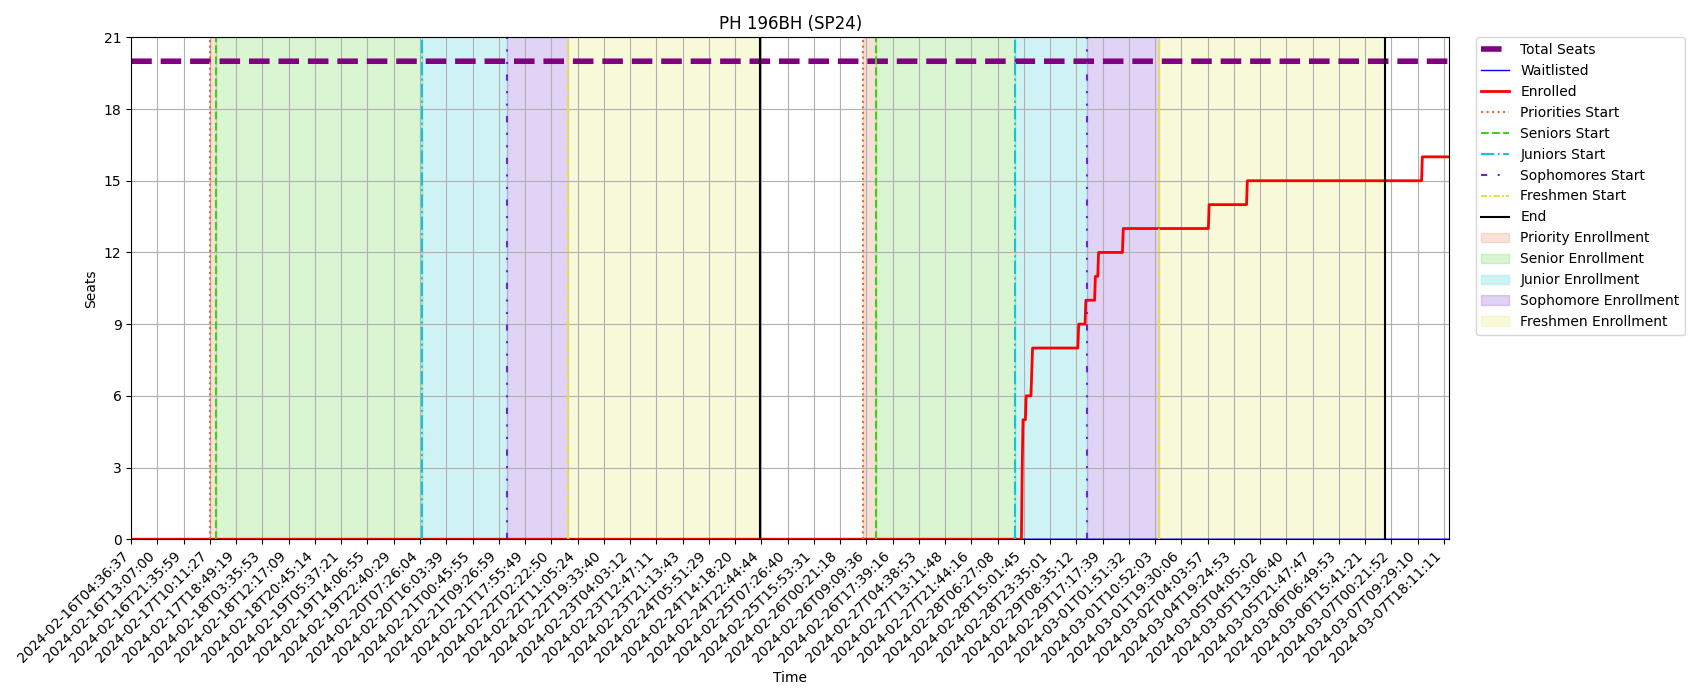 PH 196BH (SP24)
21
18
15
12
9
6
3
0
Seats
2024-02-16T04:36:37
2024-02-16T13:07:00
2024-02-16T21:35:59
2024-02-17T10:11:27
2024-02-17T18:49:19
2024-02-18T03:35:53
2024-02-18T12:17:09
2024-02-18T20:45:14
2024-02-19T05:37:21
2024-02-19T14:06:55
2024-02-19T22:40:29
2024-02-20T07:26:04
2024-02-20T16:03:39
2024-02-21T00:45:55
2024-02-21T09:26:59
2024-02-21T17:55:49
2024-02-22T02:22:50
2024-02-22T11:05:24
2024-02-22T19:33:40
2024-02-23T04:03:12
2024-02-23T12:47:11
2024-02-23T21:13:43
2024-02-24T05:51:29
2024-02-24T14:18:20
2024-02-24T22:44:44
2024-02-25T07:26:40
2024-02-25T15:53:31
2024-02-26T00:21:18
2024-02-26T09:09:36
2024-02-26T17:39:16
2024-02-27T04:38:53
2024-02-27T13:11:48
2024-02-27T21:44:16
2024-02-28T06:27:08
2024-02-28T15:01:45
2024-02-28T23:35:01
2024-02-29T08:35:12
2024-02-29T17:17:39
2024-03-01T01:51:32
2024-03-01T10:52:03
2024-03-01T19:30:06
2024-03-02T04:03:57
2024-03-04T19:24:53
2024-03-05T04:05:02
2024-03-05T13:06:40
2024-03-05T21:47:47
2024-03-06T06:49:53
2024-03-06T15:41:21
2024-03-07T00:21:52
2024-03-07T09:29:10
2024-03-07T18:11:11
Time
Total Seats
Waitlisted
Enrolled
Priorities Start
Seniors Start
Juniors Start
Sophomores Start
Freshmen Start
End
Priority Enrollment
Senior Enrollment
Junior Enrollment
Sophomore Enrollment
Freshmen Enrollment